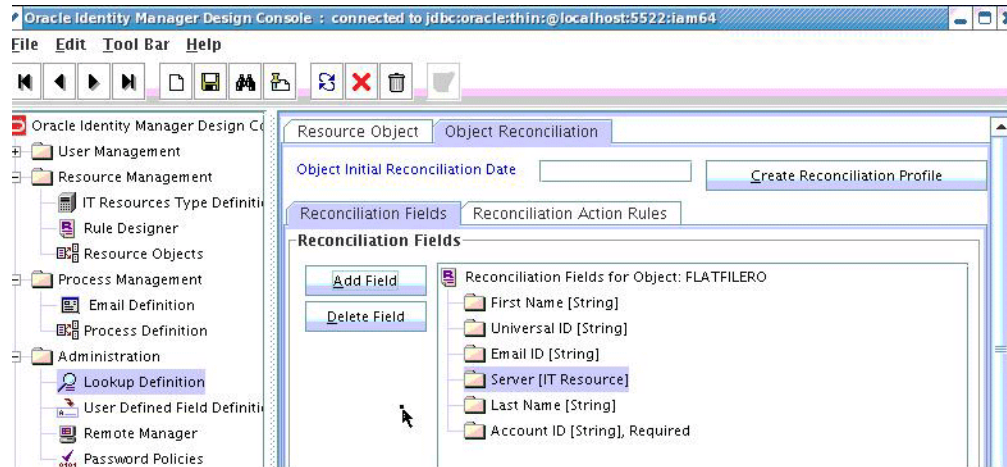 Oracle Identity Manager Design Console : connected to jdbc:oracle:thin:@localhost:5522:iam64
File Edit Tool Bar Help
Oracle Identity Manager Design Co
User Management
Resource Management
IT Resources Type Definiti
Rule Designer
Resource Objects
Process Management
Email Definition
Process Definition
Administration
Lookup Definition
User Defined Field Definiti
Remote Manager
Password Policies
Resource Object Object Reconciliation
Object Initial Reconciliation Date
Create Reconciliation Profile
Reconciliation Fields Reconciliation Action Rules
Reconciliation Fields
Add Field
Delete Field
Reconciliation Fields for Object: FLATFILERO
First Name [String]
Universal ID [String]
Email ID [String]
Server [IT Resource]
Last Name [String]
Account ID [String], Required